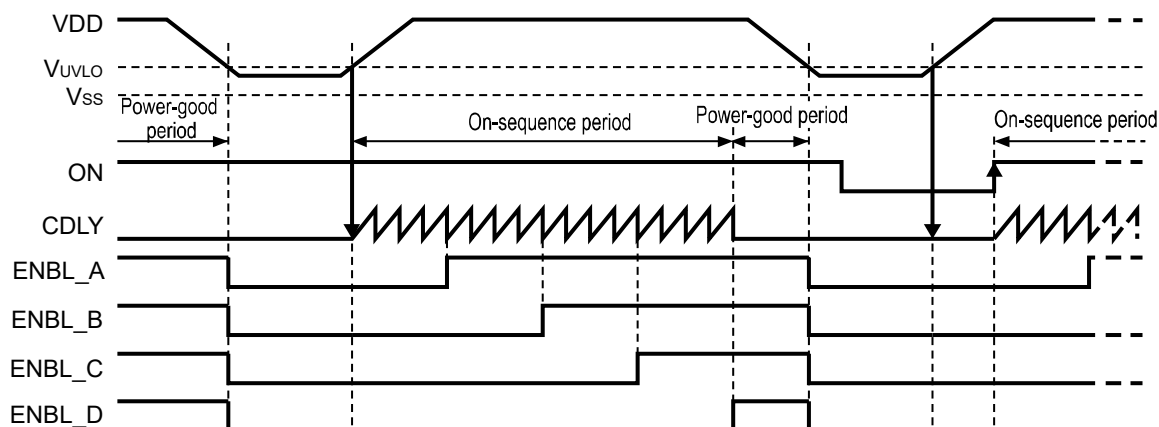 VDD
VUVLO
VSS
Power-good
period
On-sequence period
Power-good period
On-sequence period
ON
CDLY
ENBL_A
ENBL_B
ENBL_C
ENBL_D